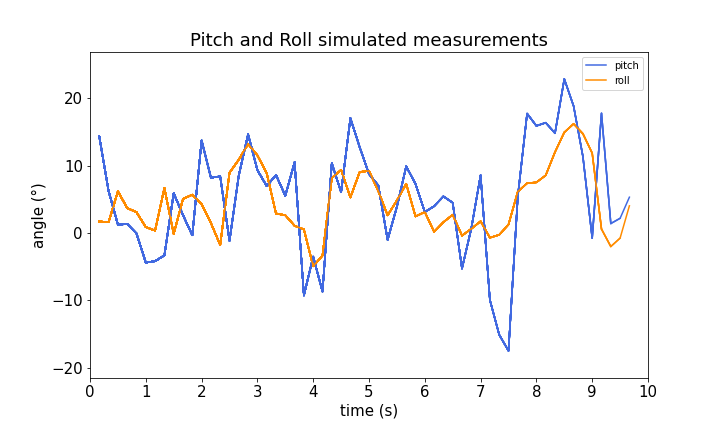 Pitch and Roll simulated measurements
pitch
roll
20
10
0
−10
−20
angle (°)
0 1 2 3 4 5 6 7 8 9 10
time (s)